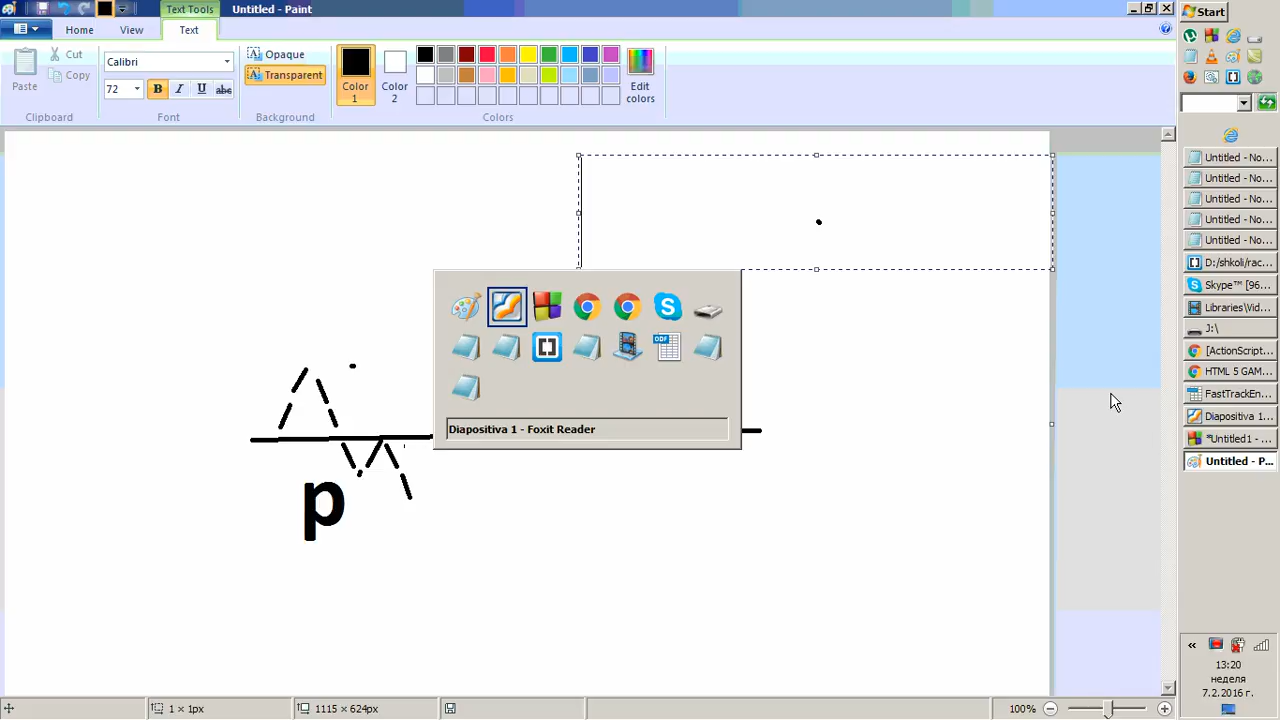 Text Tools
Untitled - Paint
Start
Home
View
Text
Paste
Cut
Copy
Clipboard
Calibri
72
B
I
U
abc
Font
Opaque
Transparent
Background
Color
1
Color
2
Edit
colors
Colors
p
Diapositiva 1 - Foxit Reader
Untitled - No...
Untitled - No...
Untitled - No...
Untitled - No...
Untitled - No...
D:/shkoli/rac...
Skype™ [96...
Libraries\Vid...
J:\
[ActionScript...
HTML 5 GAM...
FastTrackEn...
Diapositiva 1...
*Untitled1 - ...
Untitled - P...
13:20
неделя
7.2.2016 г.
1 × 1px
1115 × 624px
100%